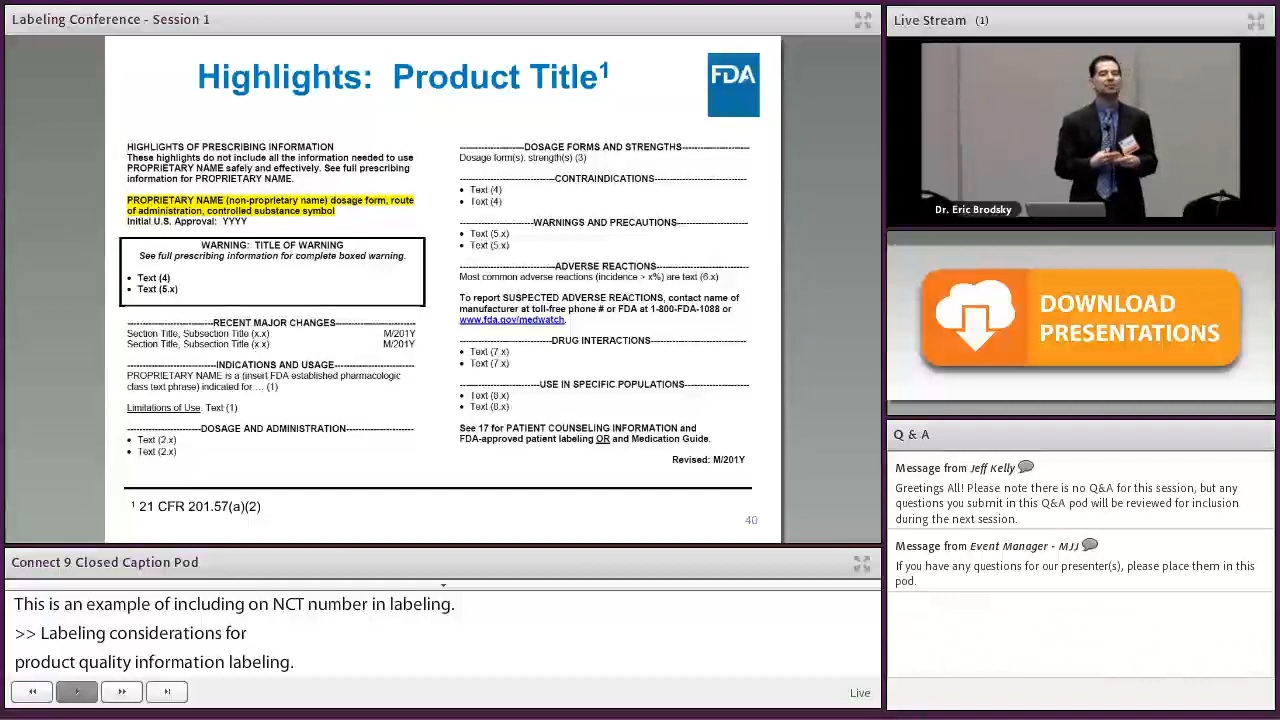 Labeling Conference - Session 1
Highlights: Product Title¹
FDA
HIGHLIGHTS OF PRESCRIBING INFORMATION
These highlights do not include all the information needed to use
PROPRIETARY NAME safely and effectively. See full prescribing
information for PROPRIETARY NAME.
PROPRIETARY NAME (non-proprietary name) dosage form, route
of administration, controlled substance symbol
Initial U.S. Approval: YYYY
WARNING: TITLE OF WARNING
See full prescribing information for complete boxed warning.
• Text (4)
• Text (5.x)
--------------------RECENT MAJOR CHANGES------------------
Section Title, Subsection Title (x.x) M/201Y
Section Title, Subsection Title (x.x) M/201Y
---------------------INDICATIONS AND USAGE--------------------
PROPRIETARY NAME is a (insert FDA established pharmacologic
class text phrase) indicated for ... (1)
Limitations of Use: Text (1)
-----------------DOSAGE AND ADMINISTRATION----------------
• Text (2.x)
• Text (2.x)
---------------DOSAGE FORMS AND STRENGTHS---------------
Dosage form(s): strength(s) (3)
----------------------CONTRAINDICATIONS----------------------
• Text (4)
• Text (4)
-----------------WARNINGS AND PRECAUTIONS----------------
• Text (5.x)
• Text (5.x)
----------------------ADVERSE REACTIONS---------------------
Most common adverse reactions (incidence > x%) are text (6.x)
To report SUSPECTED ADVERSE REACTIONS, contact name of
manufacturer at toll-free phone # or FDA at 1-800-FDA-1088 or
www.fda.gov/medwatch.
----------------------DRUG INTERACTIONS-----------------------
• Text (7.x)
• Text (7.x)
-------------------USE IN SPECIFIC POPULATIONS---------------
• Text (8.x)
• Text (8.x)
See 17 for PATIENT COUNSELING INFORMATION and
FDA-approved patient labeling OR and Medication Guide.
Revised: M/201Y
¹ 21 CFR 201.57(a)(2)
40
Connect 9 Closed Caption Pod
This is an example of including on NCT number in labeling.
>> Labeling considerations for
product quality information labeling.
Live
Live Stream (1)
Dr. Eric Brodsky
DOWNLOAD
PRESENTATIONS
Q & A
Message from Jeff Kelly
Greetings All! Please note there is no Q&A for this session, but any
questions you submit in this Q&A pod will be reviewed for inclusion
during the next session.
Message from Event Manager - MJJ
If you have any questions for our presenter(s), please place them in this
pod.